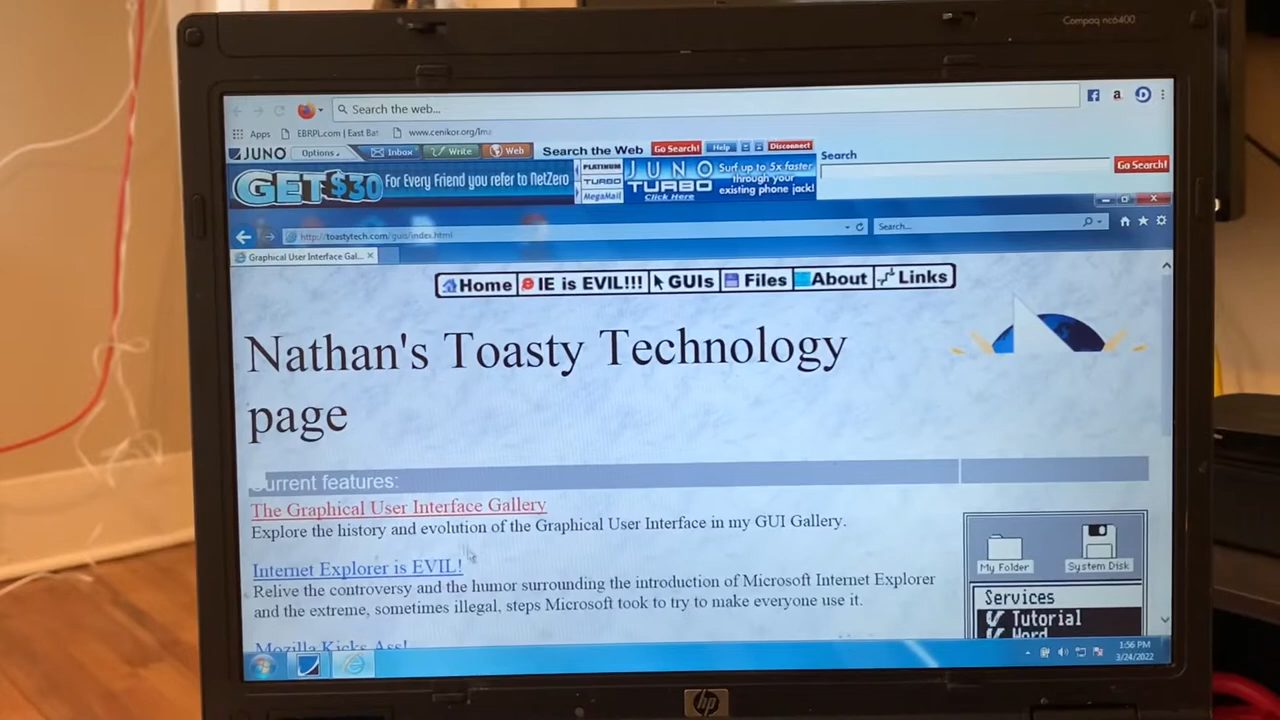 Compaq nc6400
Search the web...
Apps EBRPL.com | East Bat www.cenikor.org/Ima
JUNO Options Inbox Write Web Search the Web Go Search! Help Disconnect
Search
Go Search!
GET $30 For Every Friend you refer to NetZero
PLATINUM
TURBO
MegaMail
JUNO
TURBO
Click Here
Surf up to 5x faster
through your
existing phone jack!
http://toastytech.com/guis/index.html
Search...
Graphical User Interface Gal...
Home IE is EVIL!!! GUIs Files About Links
Nathan's Toasty Technology
page
urrent features:
The Graphical User Interface Gallery
Explore the history and evolution of the Graphical User Interface in my GUI Gallery.
Internet Explorer is EVIL!
Relive the controversy and the humor surrounding the introduction of Microsoft Internet Explorer
and the extreme, sometimes illegal, steps Microsoft took to try to make everyone use it.
Mozilla Kicks Ass!
My Folder System Disk
Services
Tutorial
Word
1:56 PM
3/24/2022
hp